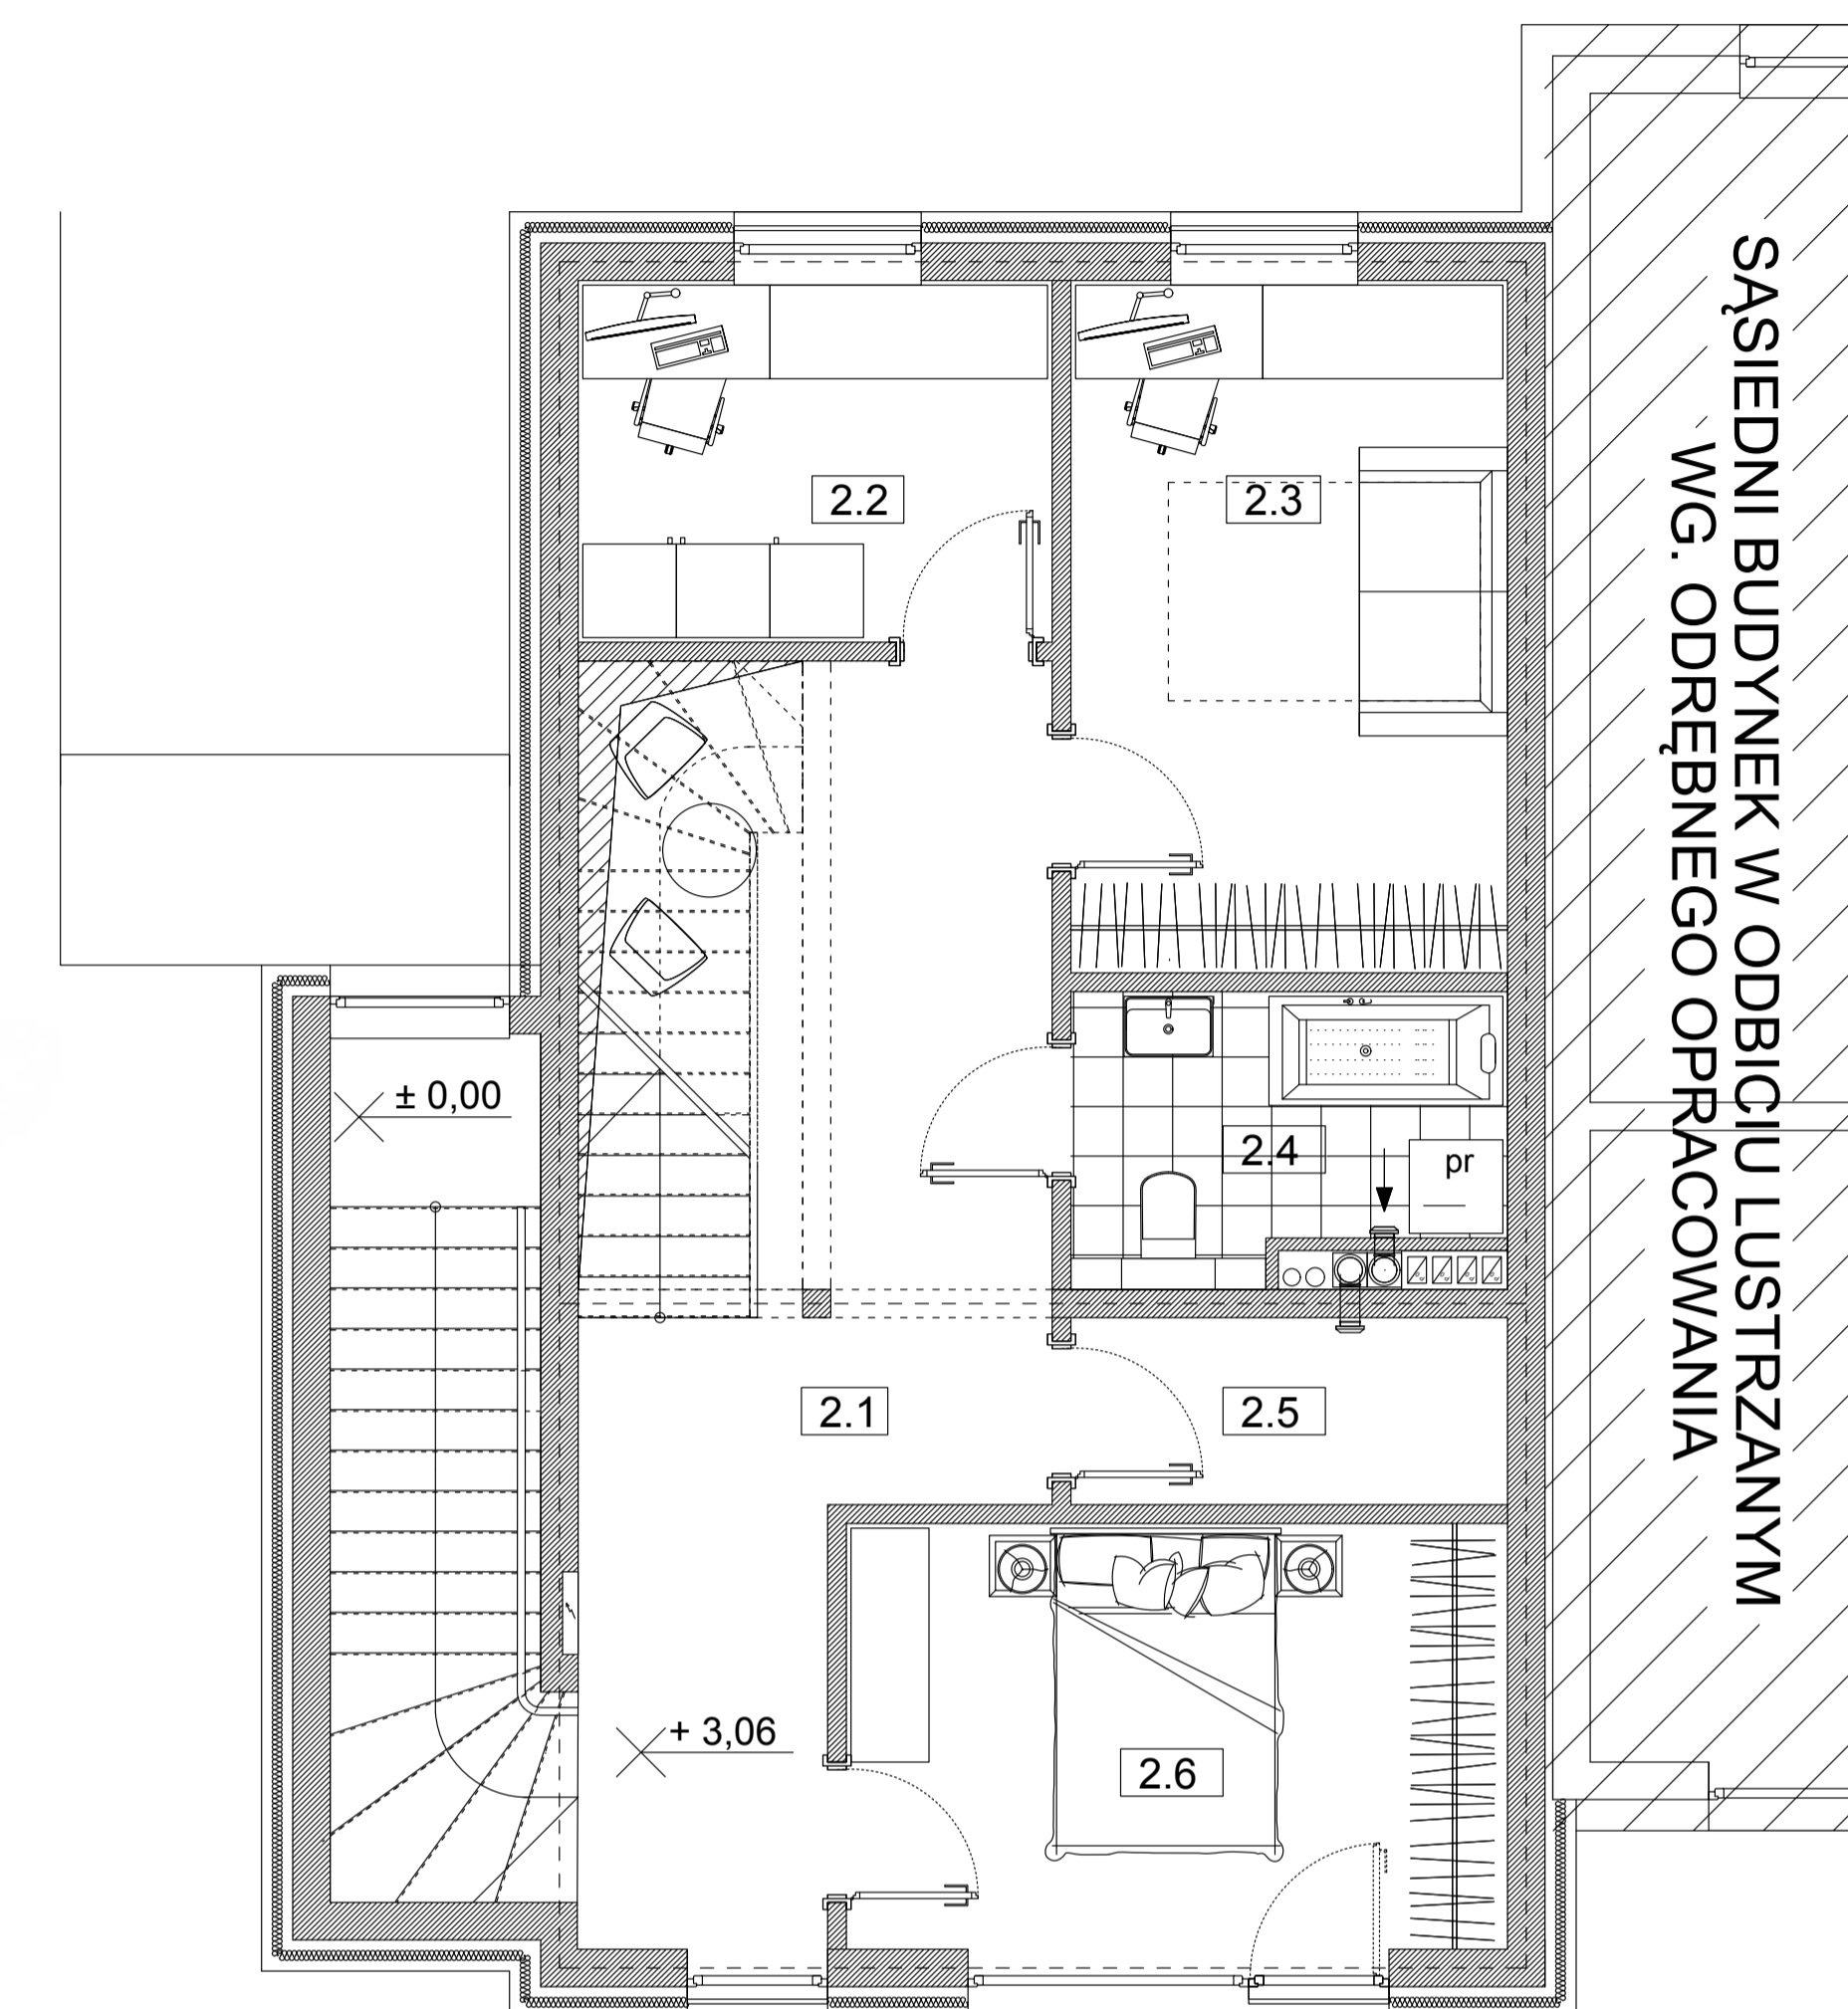 2.2
2.3
± 0,00
2.4
pr
2.1
2.5
+ 3,06
2.6
SĄSIEDNI BUDYNEK W ODBICIU LUSTRZANYM
WG. ODRĘBNEGO OPRACOWANIA